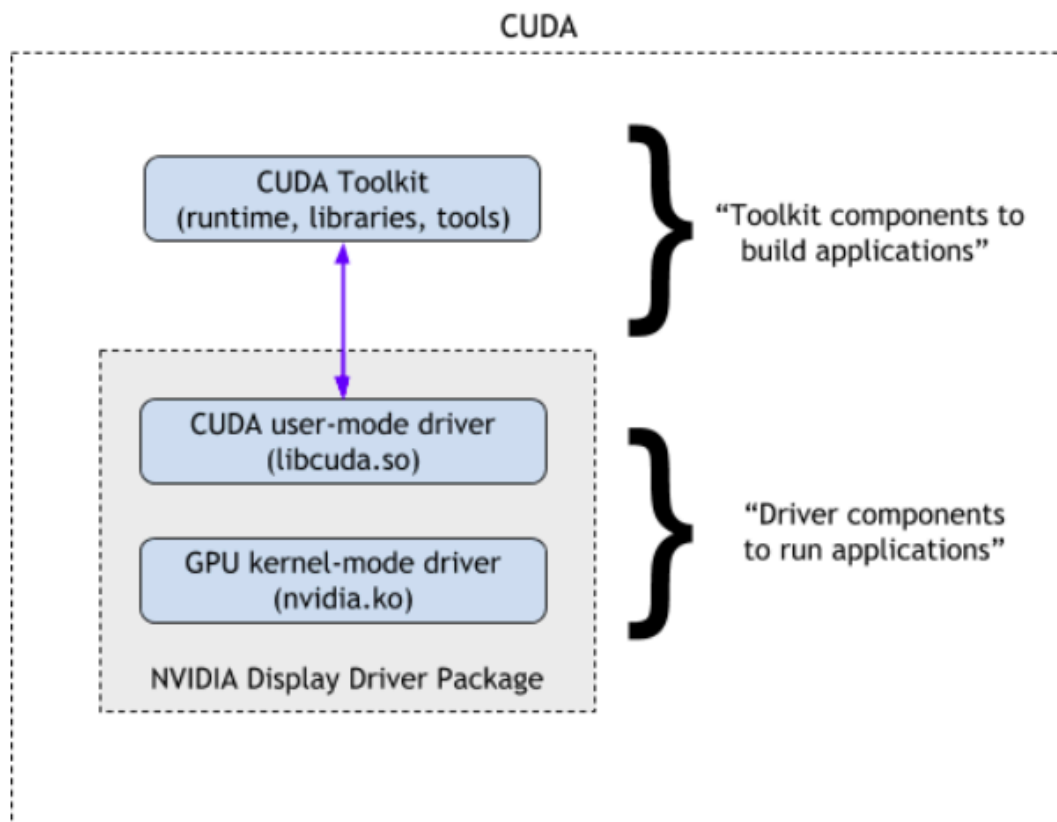 CUDA
CUDA Toolkit
(runtime, libraries, tools)
“Toolkit components to
build applications”
CUDA user-mode driver
(libcuda.so)
GPU kernel-mode driver
(nvidia.ko)
NVIDIA Display Driver Package
“Driver components
to run applications”